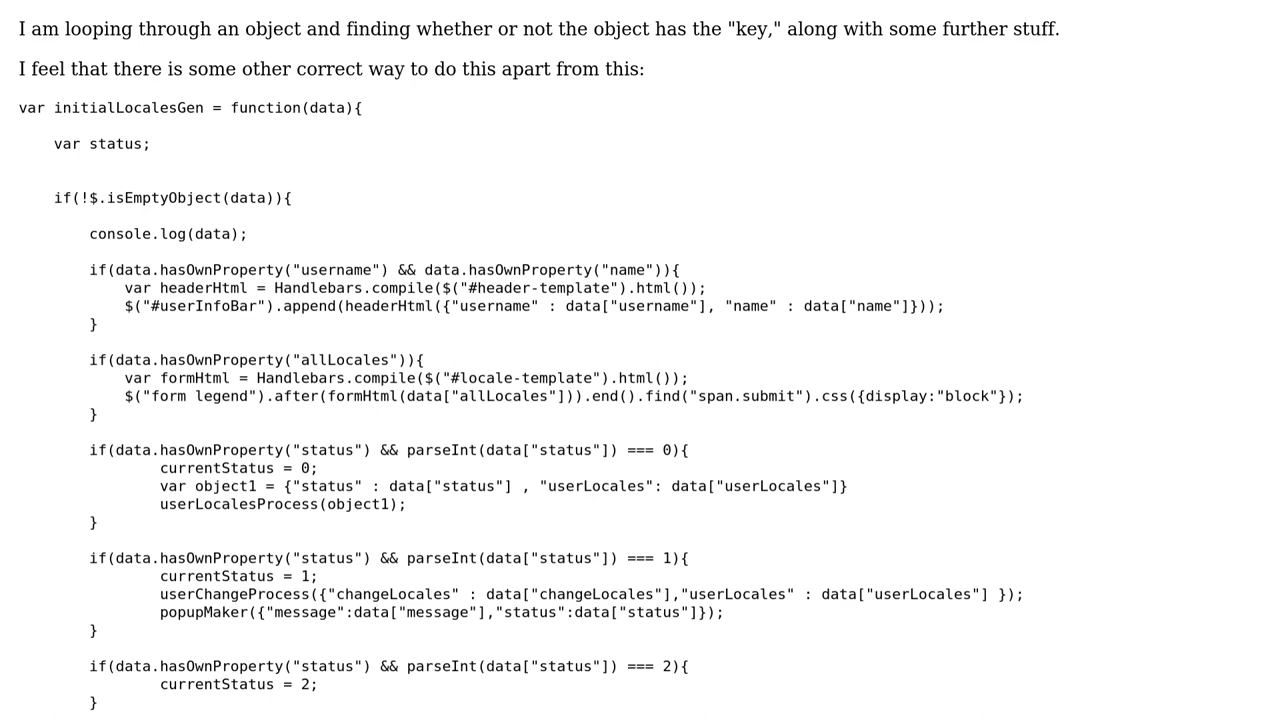 I am looping through an object and finding whether or not the object has the "key," along with some further stuff.
I feel that there is some other correct way to do this apart from this:
var initialLocalesGen = function(data){
    var status;
    if(!$.isEmptyObject(data)){
        console.log(data);
        if(data.hasOwnProperty("username") && data.hasOwnProperty("name")){
            var headerHtml = Handlebars.compile($("#header-template").html());
            $("#userInfoBar").append(headerHtml({"username" : data["username"], "name" : data["name"]}));
        }
        if(data.hasOwnProperty("allLocales")){
            var formHtml = Handlebars.compile($("#locale-template").html());
            $("form legend").after(formHtml(data["allLocales"])).end().find("span.submit").css({display:"block"});
        }
        if(data.hasOwnProperty("status") && parseInt(data["status"]) === 0){
                currentStatus = 0;
                var object1 = {"status" : data["status"] , "userLocales": data["userLocales"]}
                userLocalesProcess(object1);
        }
        if(data.hasOwnProperty("status") && parseInt(data["status"]) === 1){
                currentStatus = 1;
                userChangeProcess({"changeLocales" : data["changeLocales"],"userLocales" : data["userLocales"] });
                popupMaker({"message":data["message"],"status":data["status"]});
        }
        if(data.hasOwnProperty("status") && parseInt(data["status"]) === 2){
                currentStatus = 2;
        }